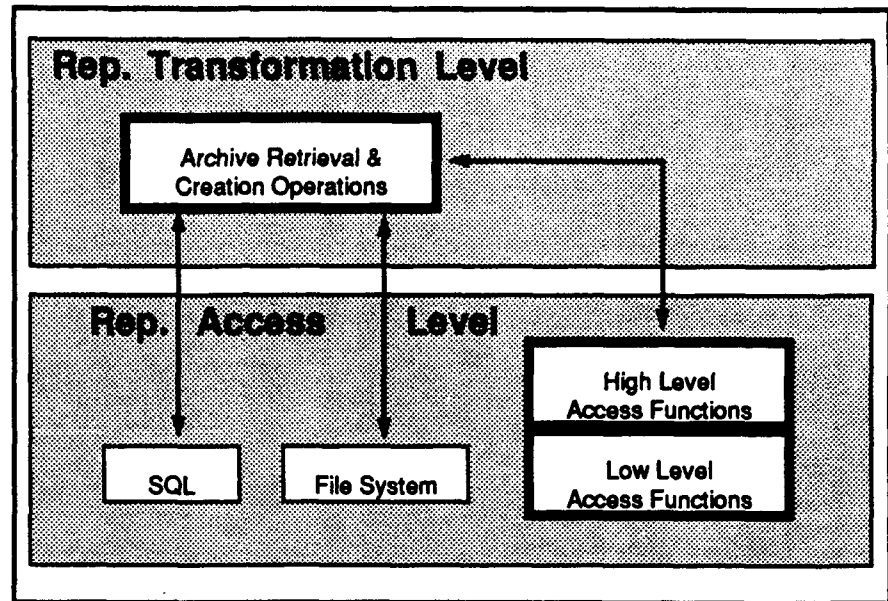 Rep. Transformation Level
Archive Retrieval &
Creation Operations
Rep. Access Level
High Level
Access Functions
SQL
File System
Low Level
Access Functions